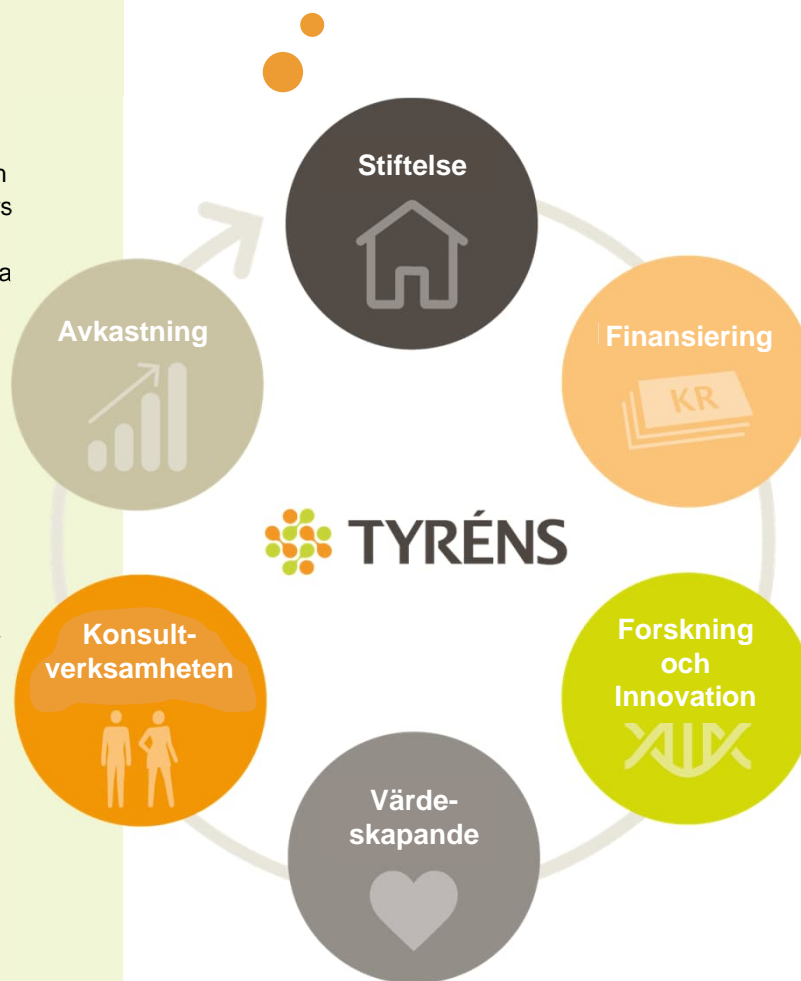 Stiftelse
Avkastning
Finansiering
KR
TYRÉNS
Konsult-
verksamheten
Forskning
och
Innovation
Värde-
skapande